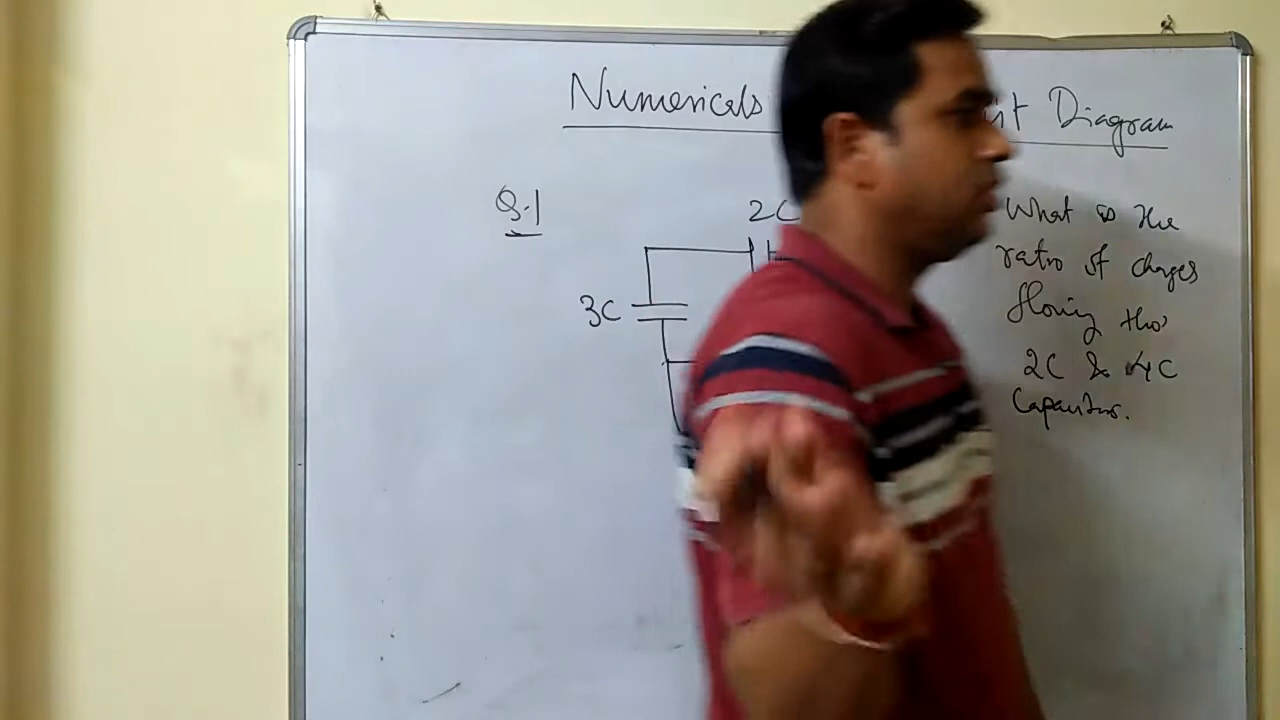 Numericals
Diagram
Q.1
2C
3C
What is the
ratio of charges
flowing thro'
2C & 4C
Capacitors.